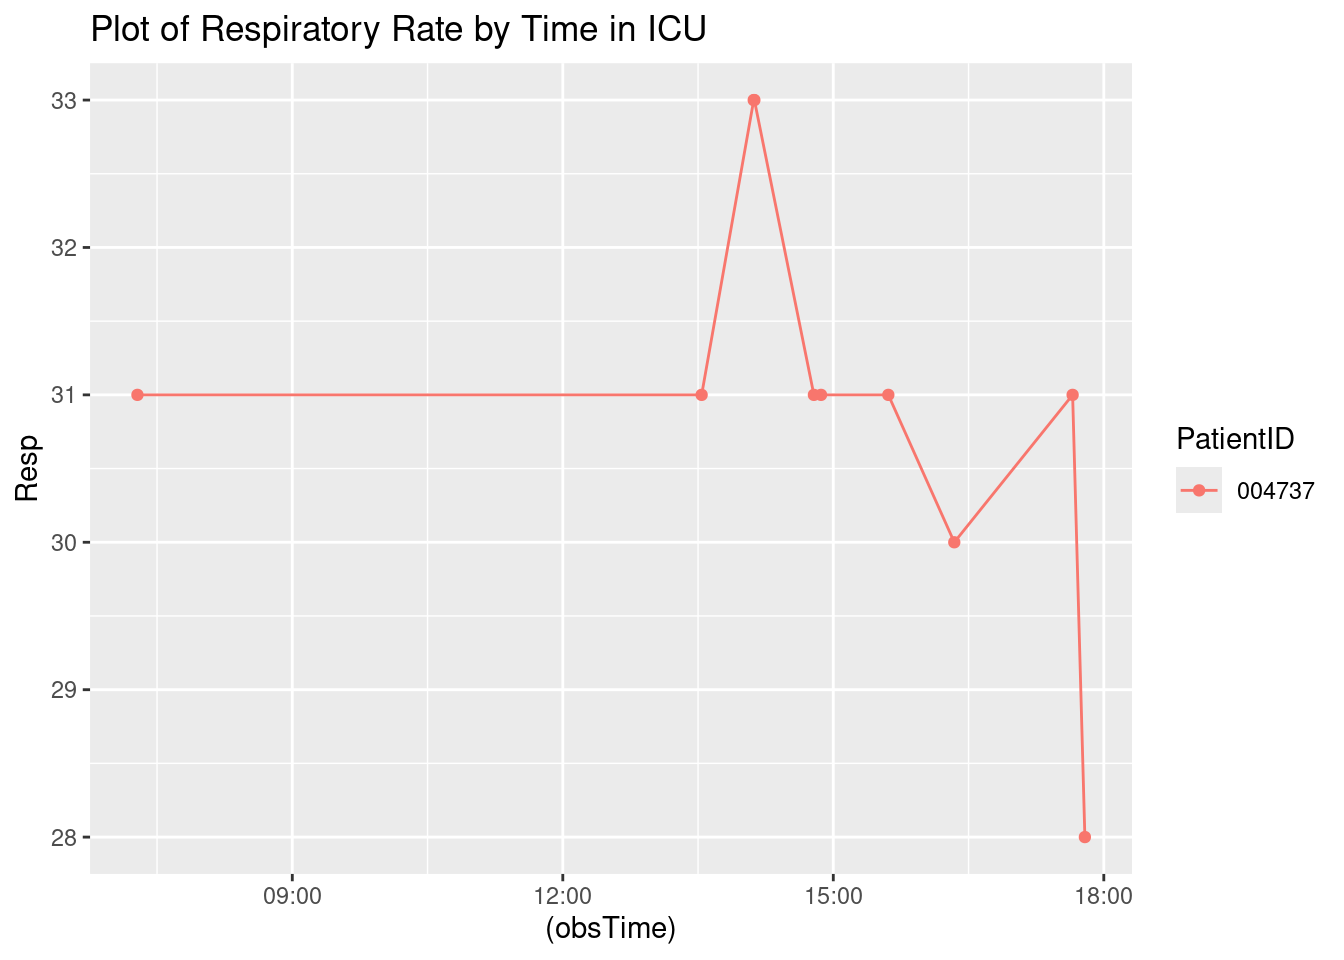 Plot of Respiratory Rate by Time in ICU
33
32
31
30
29
28
Resp
09:00
12:00
15:00
18:00
(obsTime)
PatientID
004737